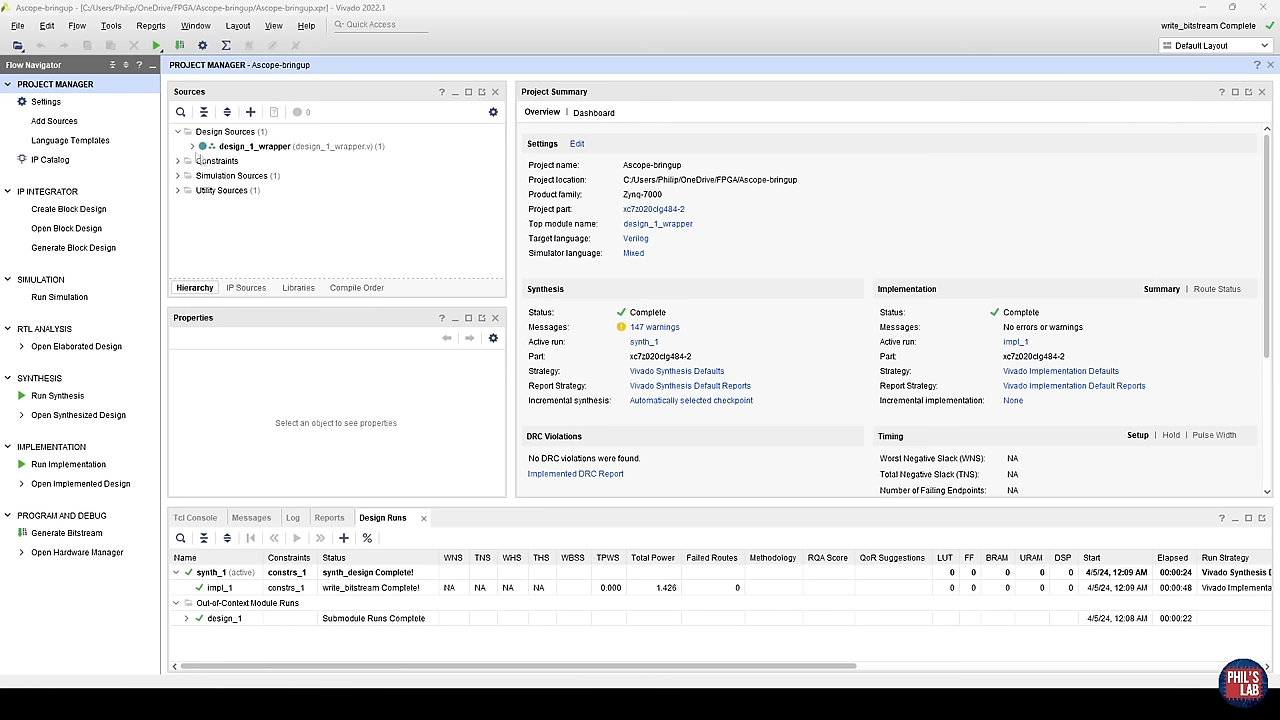 Ascope-bringup - [C:/Users/Philip/OneDrive/FPGA/Ascope-bringup/Ascope-bringup.xpr] - Vivado 2022.1
File Edit Flow Tools Reports Window Layout View Help Quick Access
write_bitstream Complete
Default Layout
Flow Navigator
PROJECT MANAGER
Settings
Add Sources
Language Templates
IP Catalog
IP INTEGRATOR
Create Block Design
Open Block Design
Generate Block Design
SIMULATION
Run Simulation
RTL ANALYSIS
Open Elaborated Design
SYNTHESIS
Run Synthesis
Open Synthesized Design
IMPLEMENTATION
Run Implementation
Open Implemented Design
PROGRAM AND DEBUG
Generate Bitstream
Open Hardware Manager
PROJECT MANAGER - Ascope-bringup
Sources
0
Design Sources (1)
design_1_wrapper (design_1_wrapper.v) (1)
Constraints
Simulation Sources (1)
Utility Sources (1)
Hierarchy IP Sources Libraries Compile Order
Properties
Select an object to see properties
Project Summary
Overview | Dashboard
Settings Edit
Project name: Ascope-bringup
Project location: C:/Users/Philip/OneDrive/FPGA/Ascope-bringup
Product family: Zynq-7000
Project part: xc7z020clg484-2
Top module name: design_1_wrapper
Target language: Verilog
Simulator language: Mixed
Synthesis
Status: Complete
Messages: 147 warnings
Active run: synth_1
Part: xc7z020clg484-2
Strategy: Vivado Synthesis Defaults
Report Strategy: Vivado Synthesis Default Reports
Incremental synthesis: Automatically selected checkpoint
Implementation Summary | Route Status
Status: Complete
Messages: No errors or warnings
Active run: impl_1
Part: xc7z020clg484-2
Strategy: Vivado Implementation Defaults
Report Strategy: Vivado Implementation Default Reports
Incremental implementation: None
DRC Violations
No DRC violations were found.
Implemented DRC Report
Timing Setup | Hold | Pulse Width
Worst Negative Slack (WNS): NA
Total Negative Slack (TNS): NA
Number of Failing Endpoints: NA
Tcl Console Messages Log Reports Design Runs
Name Constraints Status WNS TNS WHS THS WBSS TPWS Total Power Failed Routes Methodology RQA Score QoR Suggestions LUT FF BRAM URAM DSP Start Elapsed Run Strategy
synth_1 (active) constrs_1 synth_design Complete! 0 0 0 0 0 4/5/24, 12:09 AM 00:00:24 Vivado Synthesis D
impl_1 constrs_1 write_bitstream Complete! NA NA NA NA 0.000 1.426 0 0 0 0 0 0 4/5/24, 12:09 AM 00:00:48 Vivado Implementa
Out-of-Context Module Runs
design_1 Submodule Runs Complete 4/5/24, 12:08 AM 00:00:22
PHIL'S
LAB